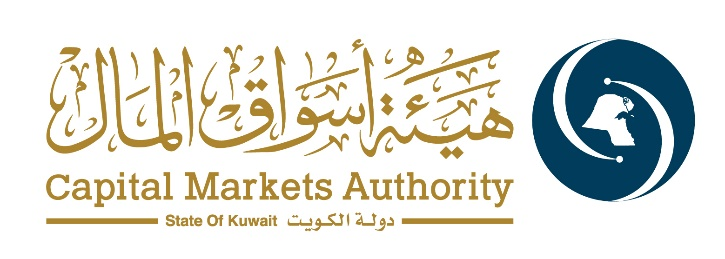 هيئة أسواق المال
Capital Markets Authority
State Of Kuwait دولة الكويت